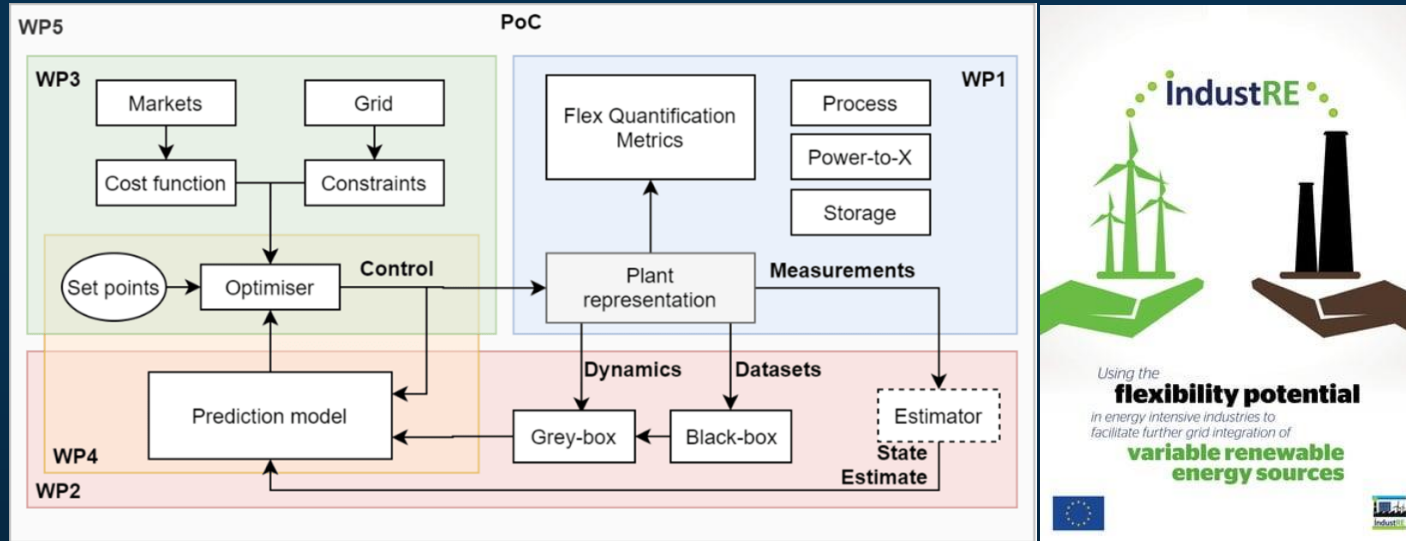 WP5
PoC
WP3
Markets
Grid
Cost function
Constraints
Set points
Optimiser
Control
WP1
Flex Quantification
Metrics
Process
Power-to-X
Storage
Plant
representation
Measurements
Dynamics
Datasets
Prediction model
Grey-box
Black-box
Estimator
State
Estimate
WP4
WP2
industRE
Using the
flexibility potential
in energy intensive industries to
facilitate further grid integration of
variable renewable
energy sources
industRE